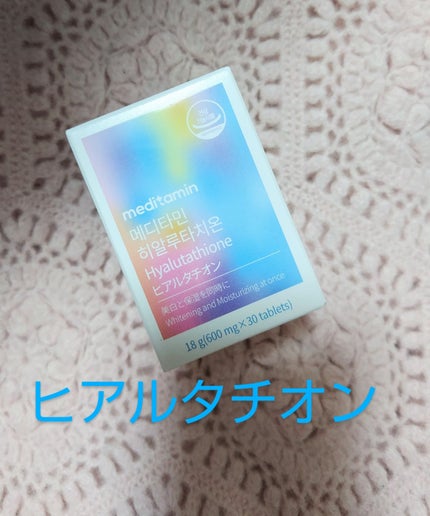 meditamin
메디타민
히알루타치온
Hyalutathione
ヒアルタチオン
美白と保湿を同時に
Whitening and Moisturizing at once
18 g(600 mg×30 tablets)
ヒアルタチオン